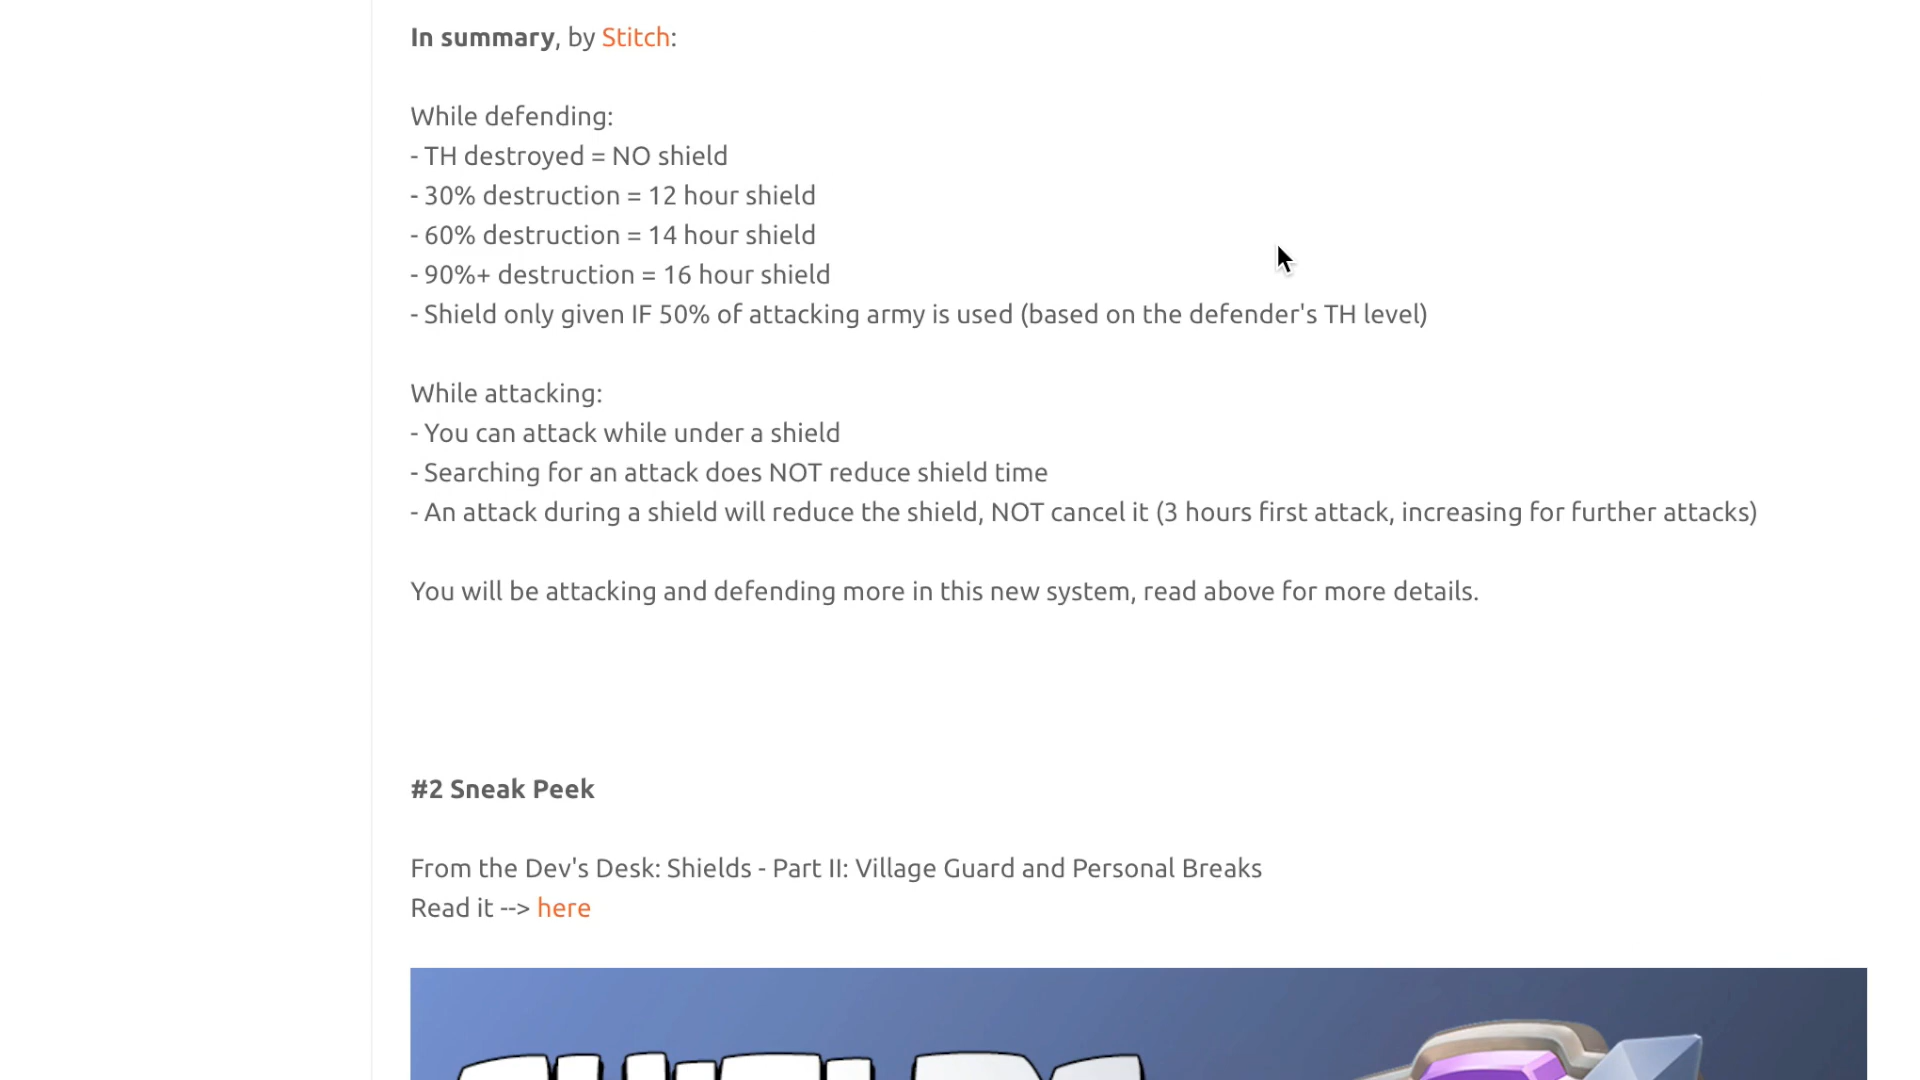 In summary, by Stitch:
While defending:
- TH destroyed = NO shield
- 30% destruction = 12 hour shield
- 60% destruction = 14 hour shield
- 90%+ destruction = 16 hour shield
- Shield only given IF 50% of attacking army is used (based on the defender's TH level)
While attacking:
- You can attack while under a shield
- Searching for an attack does NOT reduce shield time
- An attack during a shield will reduce the shield, NOT cancel it (3 hours first attack, increasing for further attacks)
You will be attacking and defending more in this new system, read above for more details.
#2 Sneak Peek
From the Dev's Desk: Shields - Part II: Village Guard and Personal Breaks
Read it --> here